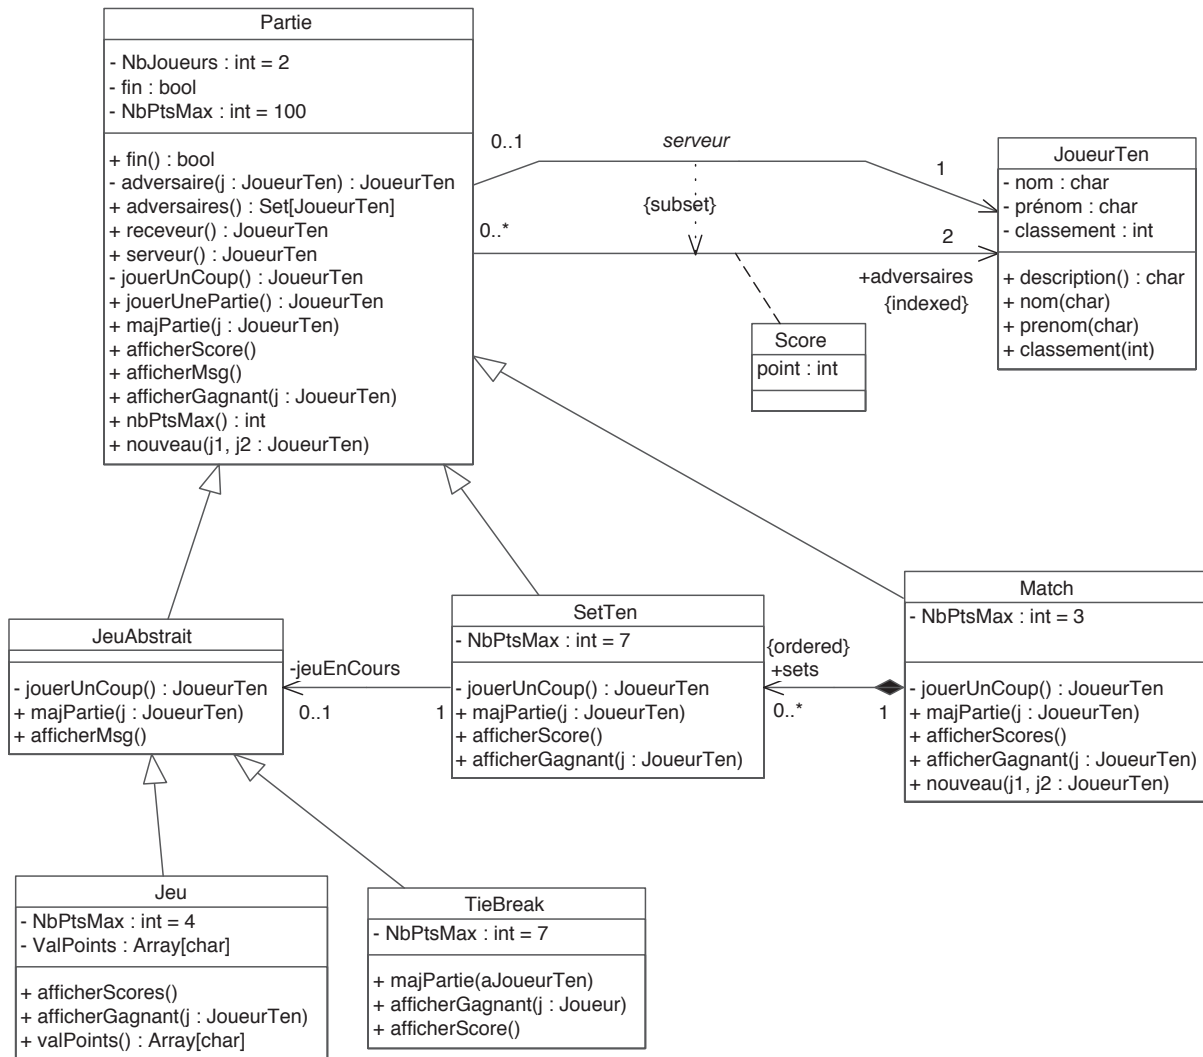 Partie
- NbJoueurs : int = 2
- fin : bool
- NbPtsMax : int = 100
+ fin() : bool
- adversaire(j : JoueurTen) : JoueurTen
+ adversaires() : Set[JoueurTen]
+ receveur() : JoueurTen
+ serveur() : JoueurTen
- jouerUnCoup() : JoueurTen
+ jouerUnePartie() : JoueurTen
+ majPartie(j : JoueurTen)
+ afficherScore()
+ afficherMsg()
+ afficherGagnant(j : JoueurTen)
+ nbPtsMax() : int
+ nouveau(j1, j2 : JoueurTen)
0..1
serveur
1
{subset}
0..*
2
+adversaires
{indexed}
JoueurTen
- nom : char
- prénom : char
- classement : int
+ description() : char
+ nom(char)
+ prenom(char)
+ classement(int)
Score
point : int
JeuAbstrait
- jouerUnCoup() : JoueurTen
+ majPartie(j : JoueurTen)
+ afficherMsg()
-jeuEnCours
0..1
1
SetTen
- NbPtsMax : int = 7
- jouerUnCoup() : JoueurTen
+ majPartie(j : JoueurTen)
+ afficherScore()
+ afficherGagnant(j : JoueurTen)
{ordered}
+sets
0..*
1
Match
- NbPtsMax : int = 3
- jouerUnCoup() : JoueurTen
+ majPartie(j : JoueurTen)
+ afficherScores()
+ afficherGagnant(j : JoueurTen)
+ nouveau(j1, j2 : JoueurTen)
Jeu
- NbPtsMax : int = 4
- ValPoints : Array[char]
+ afficherScores()
+ afficherGagnant(j : JoueurTen)
+ valPoints() : Array[char]
TieBreak
- NbPtsMax : int = 7
+ majPartie(aJoueurTen)
+ afficherGagnant(j : Joueur)
+ afficherScore()